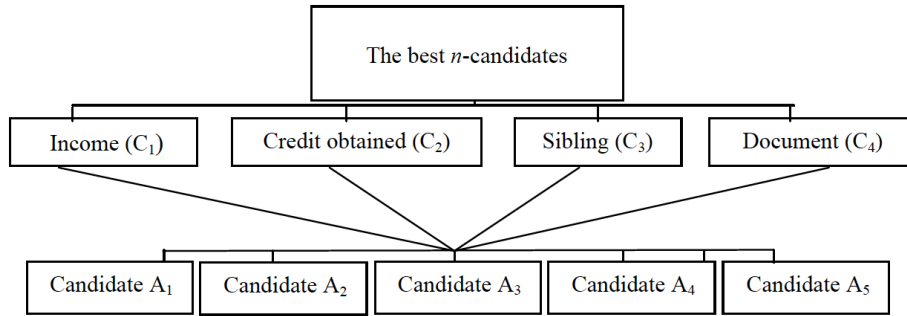 The best n-candidates
Income (C₁)
Credit obtained (C₂)
Sibling (C₃)
Document (C₄)
Candidate A₁
Candidate A₂
Candidate A₃
Candidate A₄
Candidate A₅